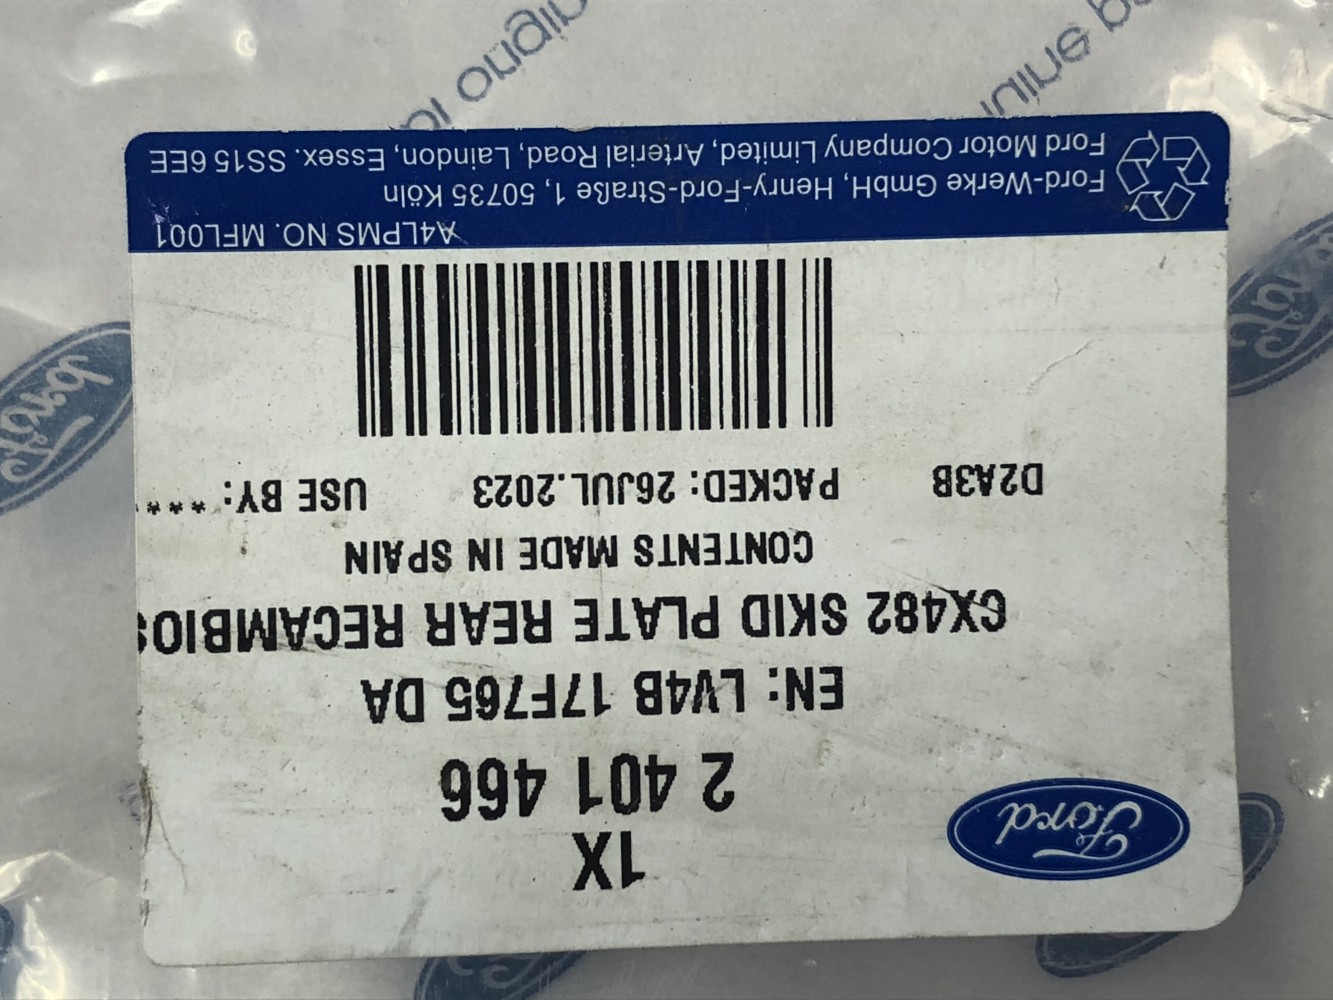 1X
Ford
2 401 466
EN: LV4B 17F765 DA
CX482 SKID PLATE REAR RECAMBIOS
CONTENTS MADE IN SPAIN
D2A3B PACKED: 26JUL.2023 USE BY: ****
A4LPMS NO. MFL001
Ford-Werke GmbH, Henry-Ford-Straße 1, 50735 Köln
Ford Motor Company Limited, Arterial Road, Laindon, Essex. SS15 6EE
Ford
Ford